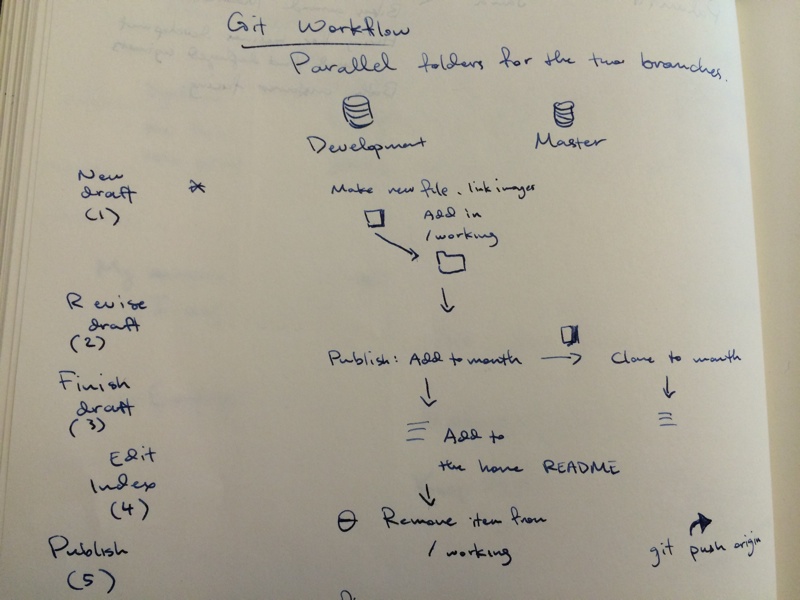 Git Workflow
Parallel folders for the two branches.
Development
Master
New
draft
(1)
Make new file, link images
Add in
/working
Revise
draft
(2)
Publish: Add to month
Clone to month
Finish
draft
(3)
Add to
the home README
Edit
Index
(4)
Remove item from
/working
git push origin
Publish
(5)